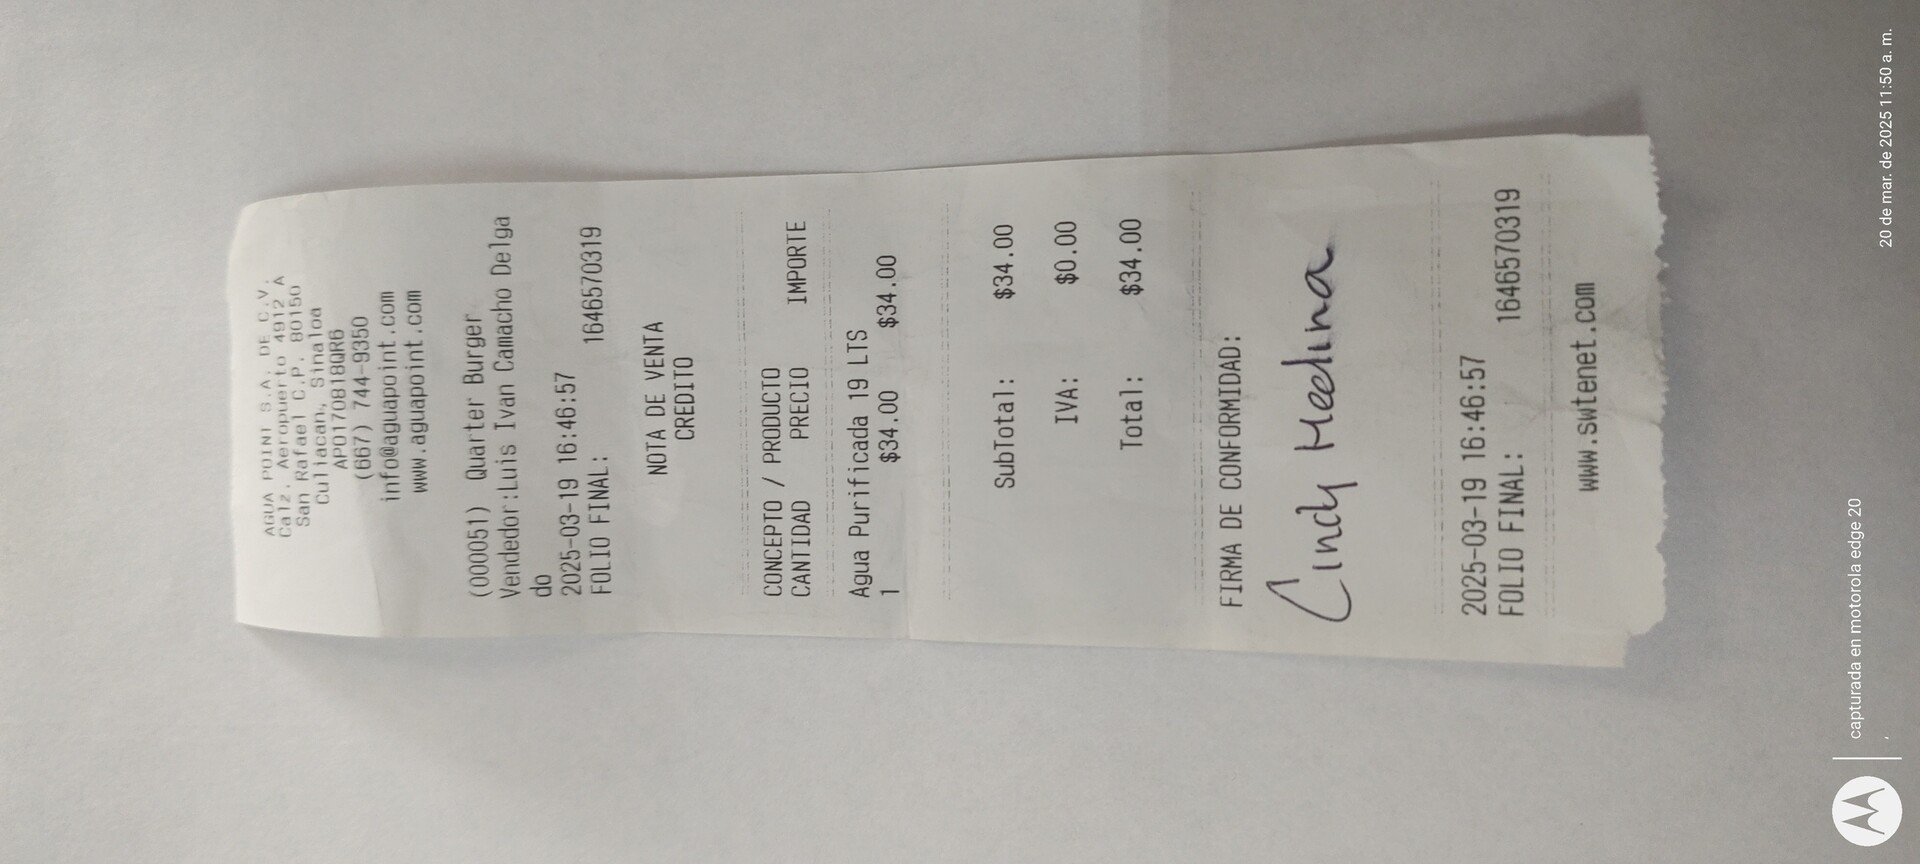 AGUA POINT S.A. DE C.V.
Calz. Aeropuerto 4912 A
San Rafael C.P. 80150
Culiacan, Sinaloa
APO170818QR6
(667) 744-9350
info@aguapoint.com
www.aguapoint.com
(000051) Quarter Burger
Vendedor:Luis Ivan Camacho Delga
do
2025-03-19 16:46:57
FOLIO FINAL: 1646570319
NOTA DE VENTA
CREDITO
CONCEPTO / PRODUCTO
CANTIDAD PRECIO IMPORTE
Agua Purificada 19 LTS
1 $34.00 $34.00
SubTotal: $34.00
IVA: $0.00
Total: $34.00
FIRMA DE CONFORMIDAD:
Cindy Medina
2025-03-19 16:46:57
FOLIO FINAL: 1646570319
www.swtenet.com
capturada en motorola edge 20
20 de mar. de 2025 11:50 a. m.